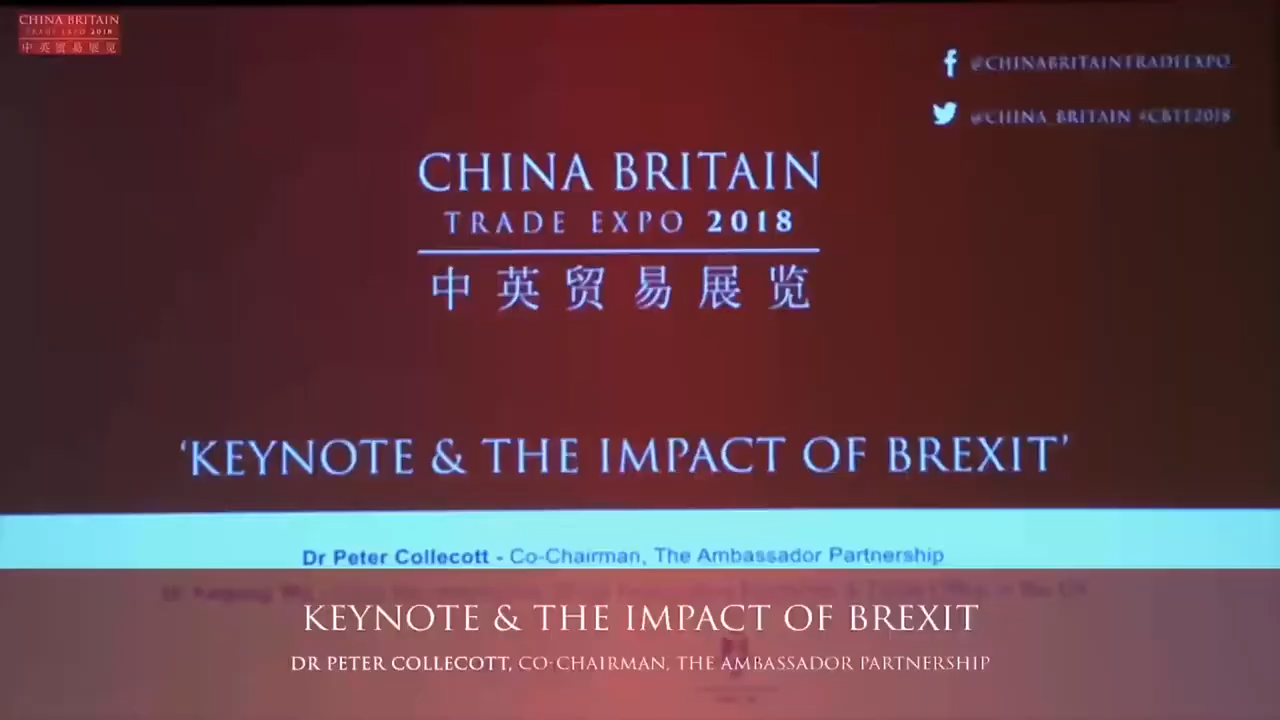 CHINA BRITAIN
TRADE EXPO 2018
中英贸易展览
@CHINABRITAINTRADEEXPO
@CHINA_BRITAIN #CBTE2018
CHINA BRITAIN
TRADE EXPO 2018
中英贸易展览
'KEYNOTE & THE IMPACT OF BREXIT'
Dr Peter Collecott - Co-Chairman, The Ambassador Partnership
KEYNOTE & THE IMPACT OF BREXIT
DR PETER COLLECOTT, CO-CHAIRMAN, THE AMBASSADOR PARTNERSHIP